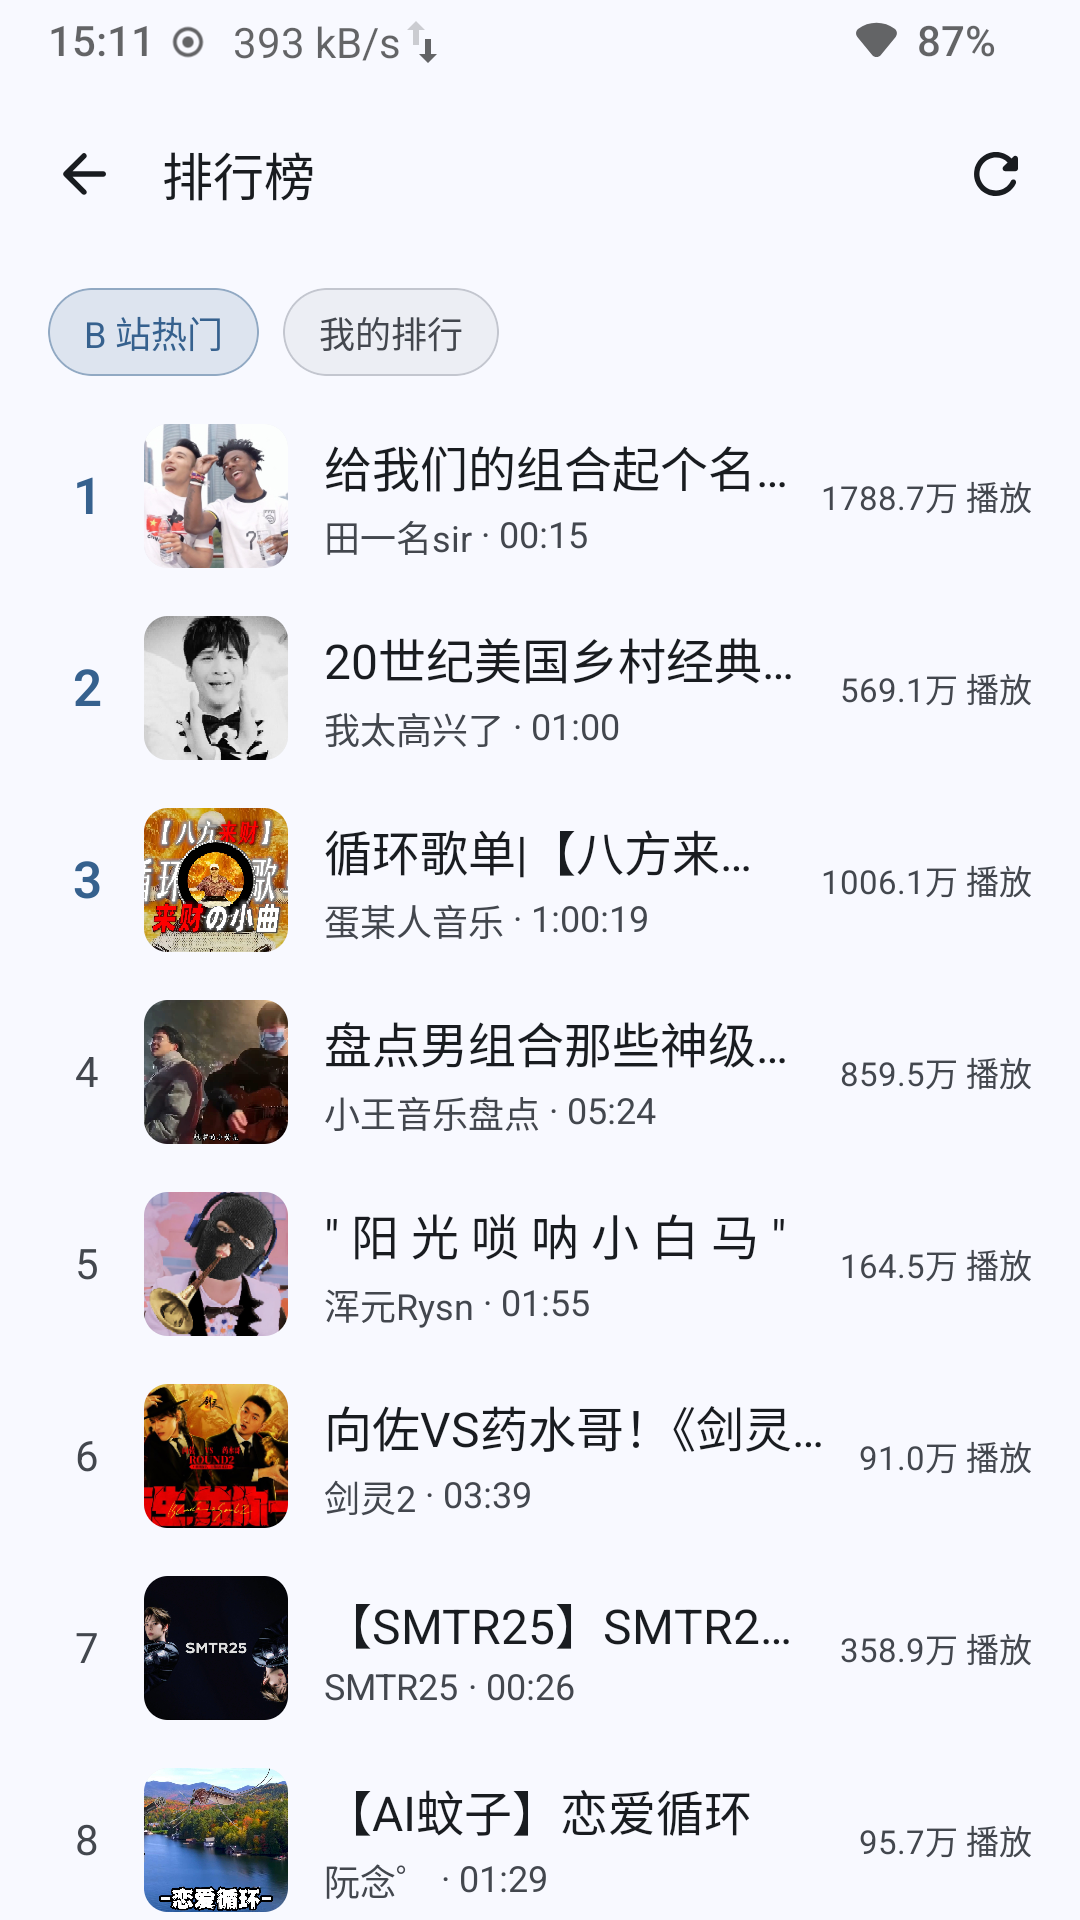 15:11 393 kB/s 87%
排行榜
B 站热门 我的排行
1
给我们的组合起个名...
田一名sir · 00:15
1788.7万 播放
2
20世纪美国乡村经典...
我太高兴了 · 01:00
569.1万 播放
3
【八方来财】
循环歌单
来财の小曲
循环歌单|【八方来...
蛋某人音乐 · 1:00:19
1006.1万 播放
4
盘点男组合那些神级...
小王音乐盘点 · 05:24
859.5万 播放
5
" 阳 光 唢 呐 小 白 马 "
浑元Rysn · 01:55
164.5万 播放
6
ROUND2
向佐VS药水哥！《剑灵...
剑灵2 · 03:39
91.0万 播放
7
SMTR25
【SMTR25】SMTR2...
SMTR25 · 00:26
358.9万 播放
8
-恋爱循环-
【AI蚊子】恋爱循环
阮念° · 01:29
95.7万 播放